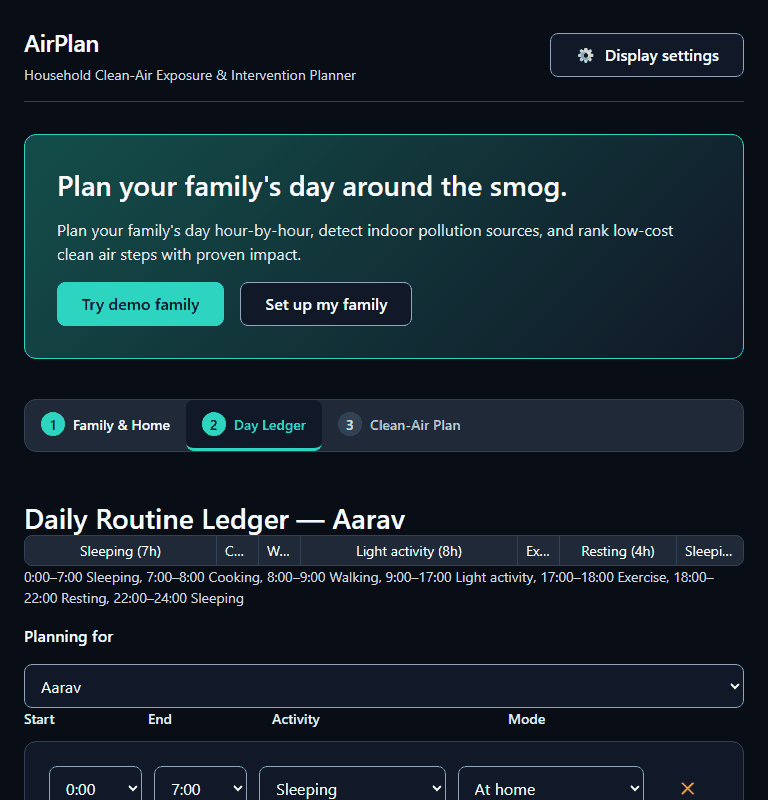 AirPlan
Household Clean-Air Exposure & Intervention Planner
Display settings
Plan your family's day around the smog.
Plan your family's day hour-by-hour, detect indoor pollution sources, and rank low-cost
clean air steps with proven impact.
Try demo family
Set up my family
1 Family & Home
2 Day Ledger
3 Clean-Air Plan
Daily Routine Ledger — Aarav
Sleeping (7h) C... W... Light activity (8h) Ex... Resting (4h) Sleepi...
0:00–7:00 Sleeping, 7:00–8:00 Cooking, 8:00–9:00 Walking, 9:00–17:00 Light activity, 17:00–18:00 Exercise, 18:00–
22:00 Resting, 22:00–24:00 Sleeping
Planning for
Aarav
Start End Activity Mode
0:00 7:00 Sleeping At home ✕